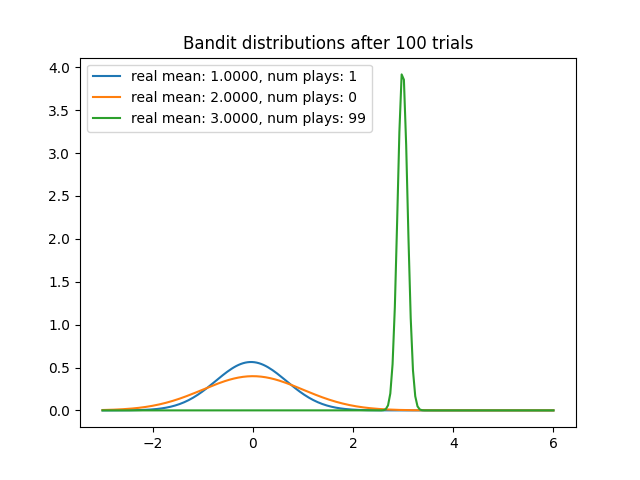 Bandit distributions after 100 trials
real mean: 1.0000, num plays: 1
real mean: 2.0000, num plays: 0
real mean: 3.0000, num plays: 99
4.0
3.5
3.0
2.5
2.0
1.5
1.0
0.5
0.0
−2 0 2 4 6